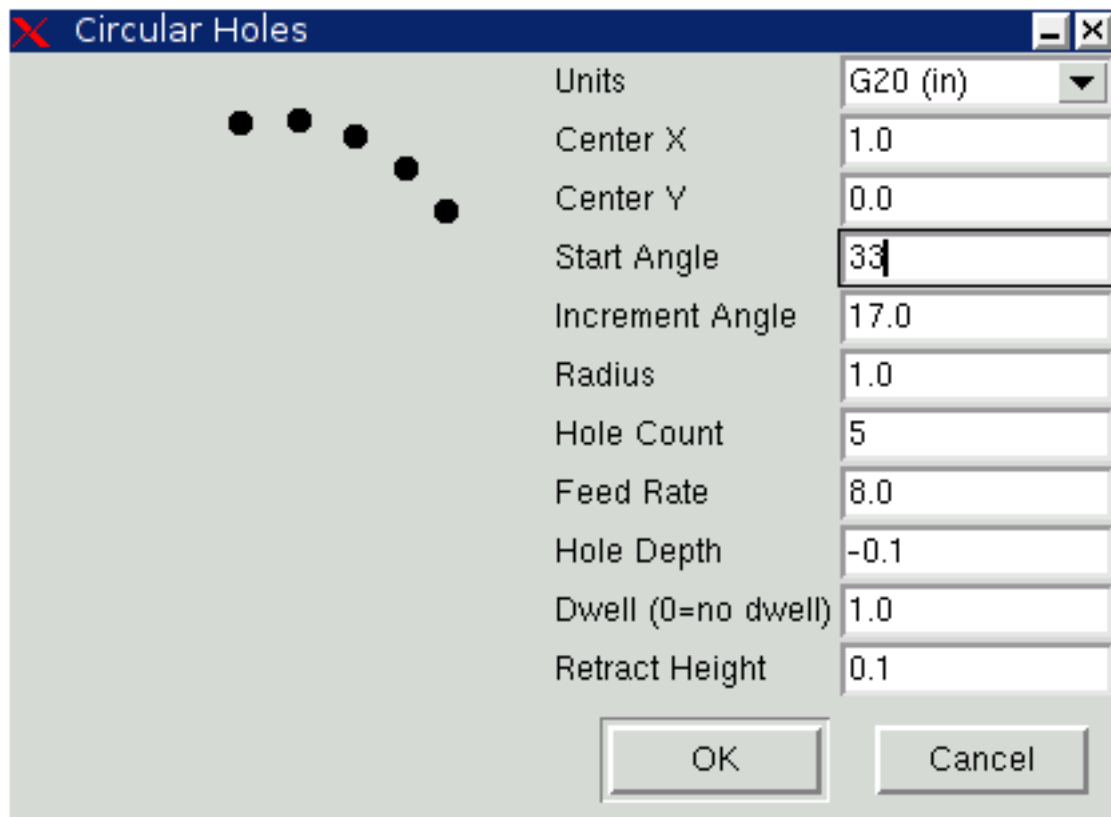 Circular Holes
Units G20 (in)
Center X 1.0
Center Y 0.0
Start Angle 33
Increment Angle 17.0
Radius 1.0
Hole Count 5
Feed Rate 8.0
Hole Depth -0.1
Dwell (0=no dwell) 1.0
Retract Height 0.1
OK Cancel